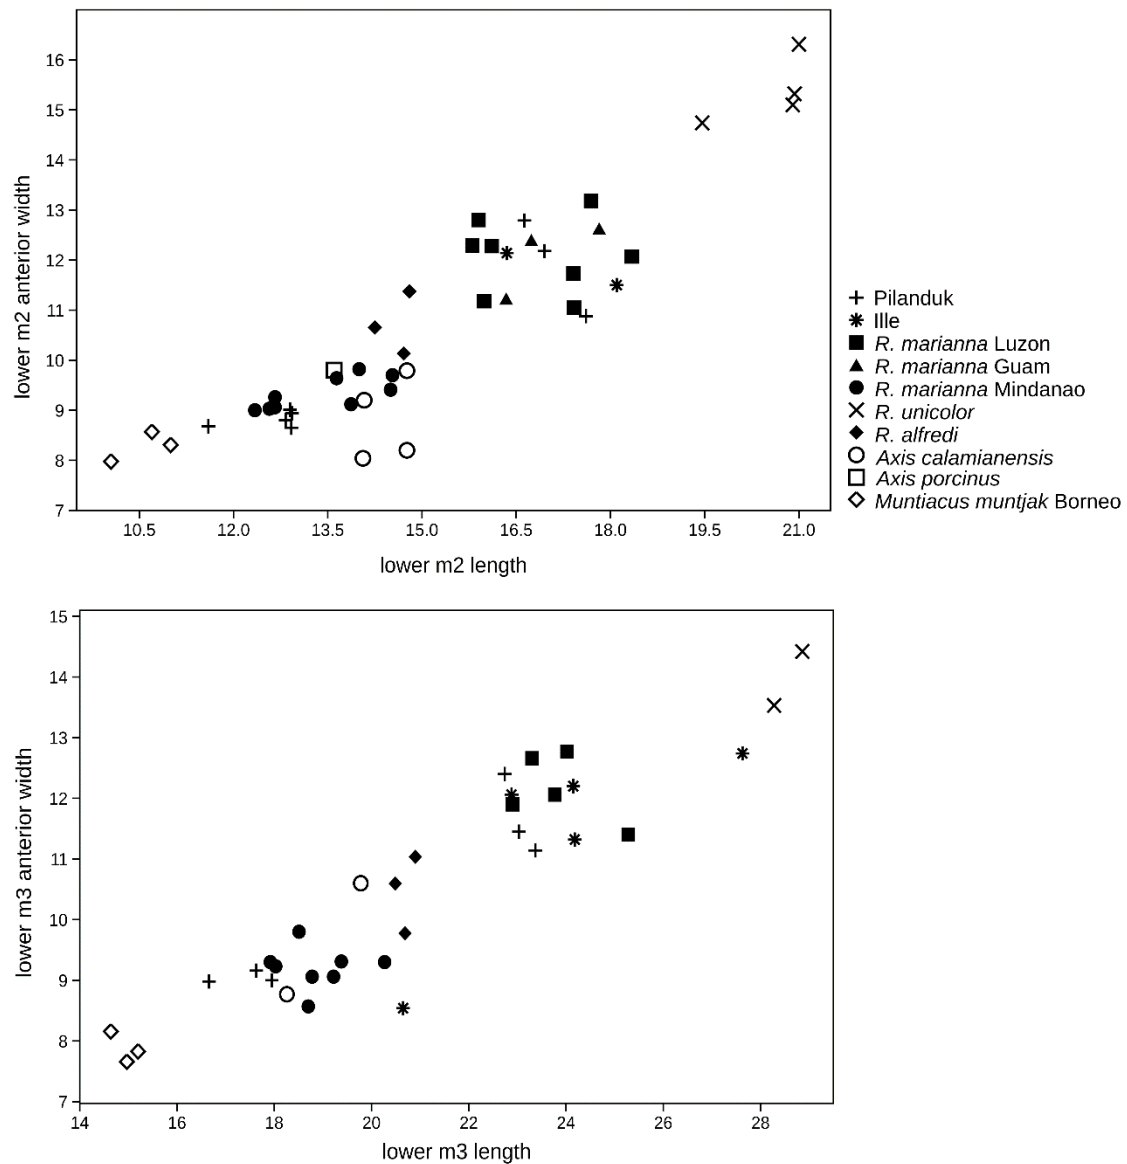 16
15
14
13
12
11
10
9
8
7
lower m2 anterior width
10.5 12.0 13.5 15.0 16.5 18.0 19.5 21.0
lower m2 length
Pilanduk
Ille
R. marianna Luzon
R. marianna Guam
R. marianna Mindanao
R. unicolor
R. alfredi
Axis calamianensis
Axis porcinus
Muntiacus muntjak Borneo
15
14
13
12
11
10
9
8
7
lower m3 anterior width
14 16 18 20 22 24 26 28
lower m3 length